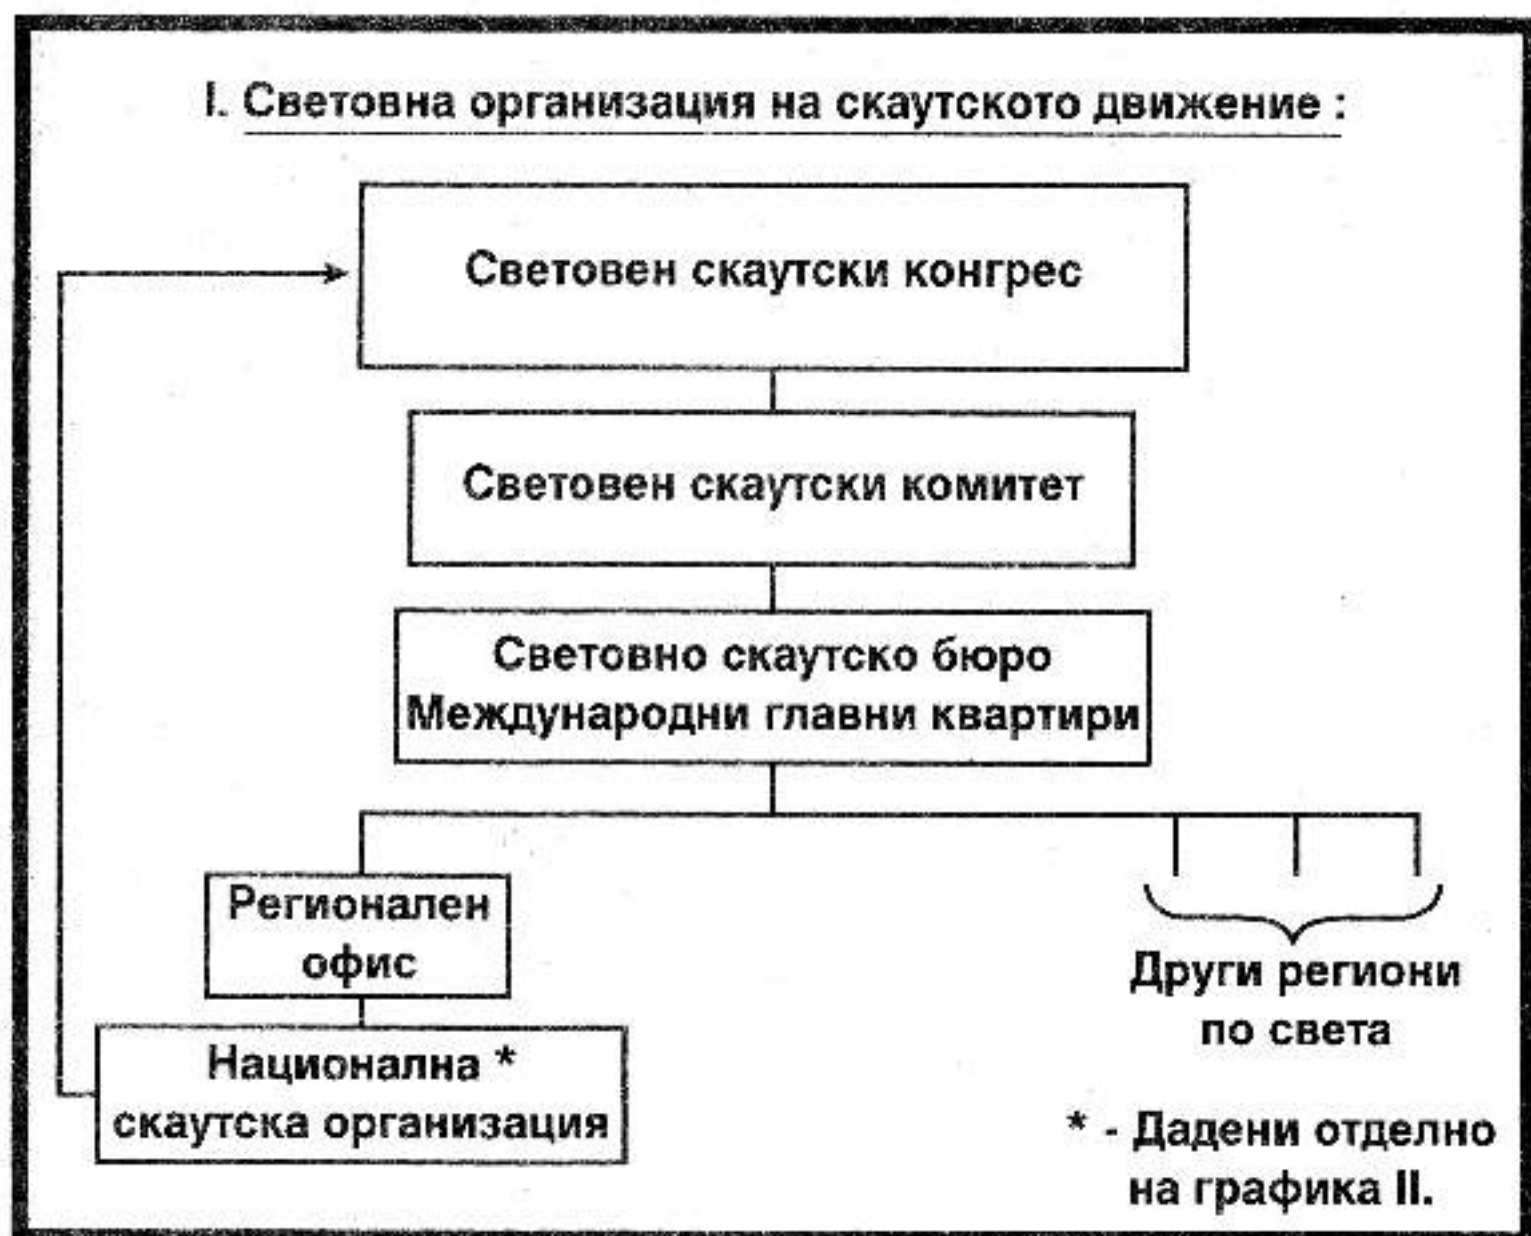 I. Световна организация на скаутското движение :
Световен скаутски конгрес
Световен скаутски комитет
Световно скаутско бюро
Международни главни квартири
Регионален
офис
Национална *
скаутска организация
Други региони
по света
* - Дадени отделно
на графика II.